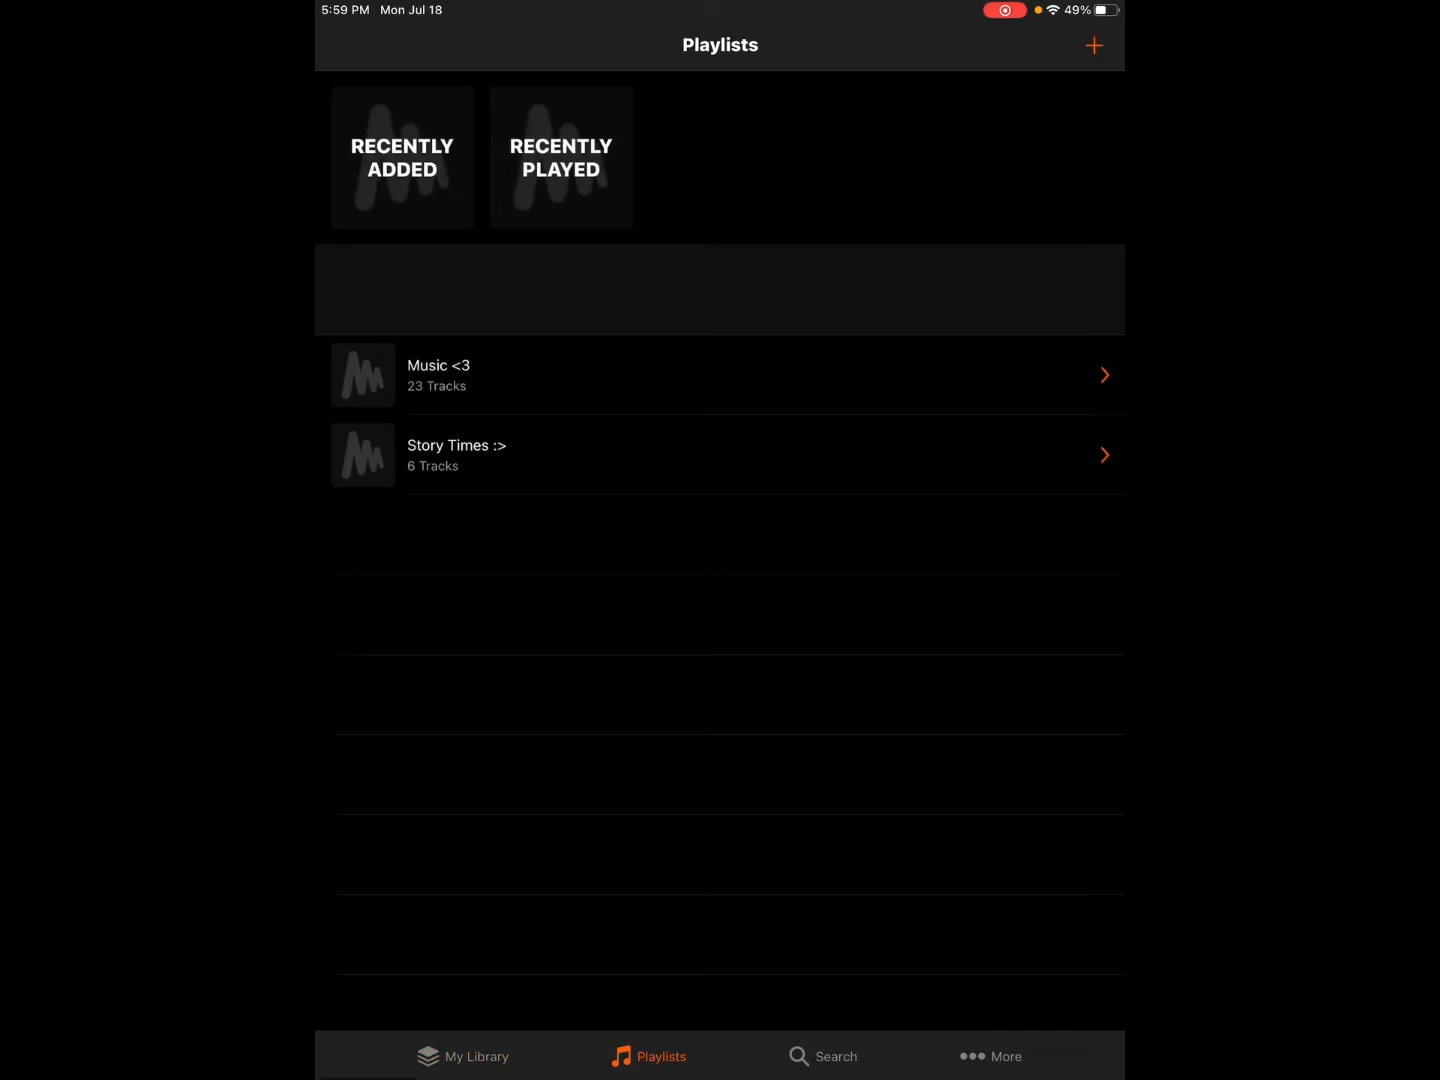 5:59 PM Mon Jul 18
49%
Playlists
RECENTLY
ADDED
RECENTLY
PLAYED
Music <3
23 Tracks
Story Times :>
6 Tracks
My Library
Playlists
Search
More